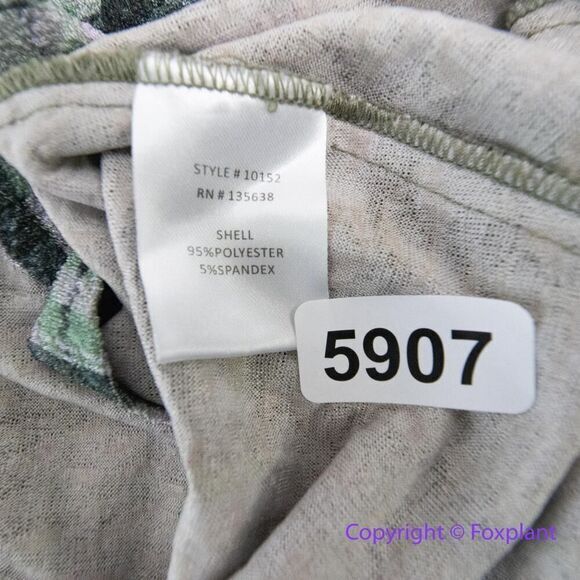 STYLE # 10152
RN # 135638
SHELL
95%POLYESTER
5%SPANDEX
5907
Copyright © Foxplant